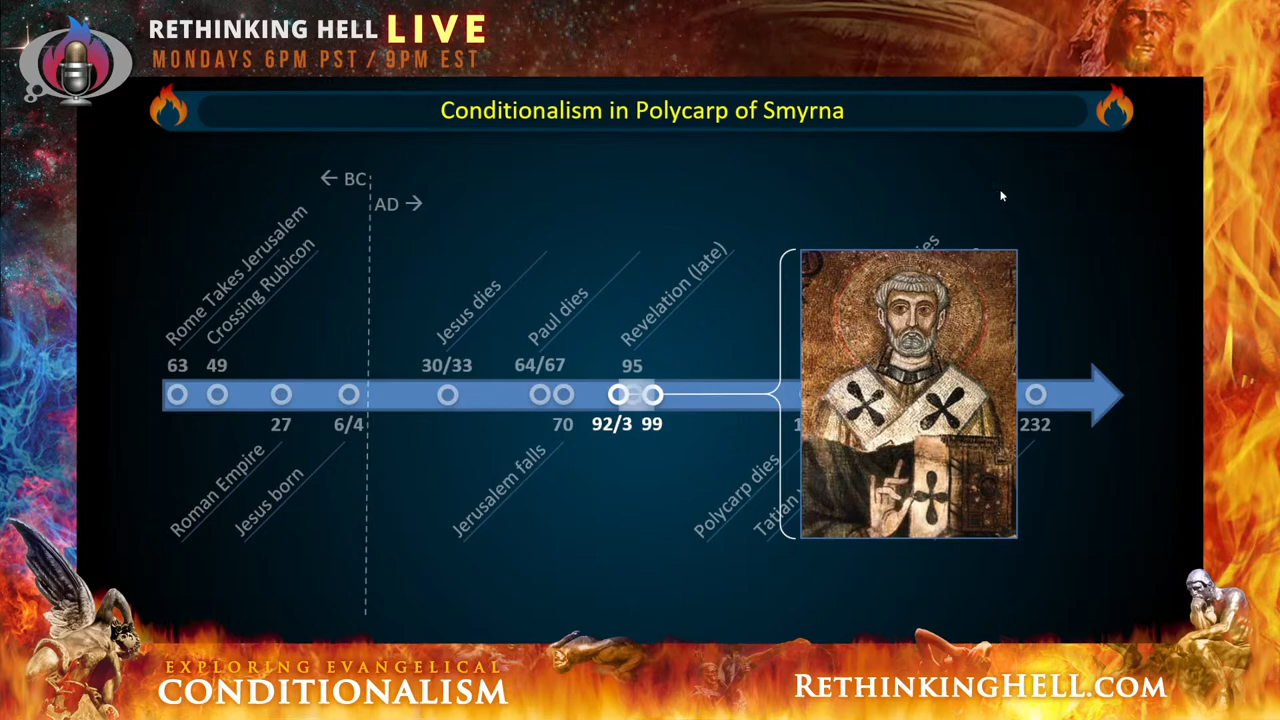 RETHINKING HELL LIVE
MONDAYS 6PM PST / 9PM EST
Conditionalism in Polycarp of Smyrna
← BC
AD →
Rome Takes Jerusalem
Crossing Rubicon
Jesus dies
Paul dies
Revelation (late)
63
49
30/33
64/67
95
27
6/4
70
92/3
99
232
Roman Empire
Jesus born
Jerusalem falls
Polycarp dies
Tatian
EXPLORING EVANGELICAL
CONDITIONALISM
RETHINKINGHELL.COM